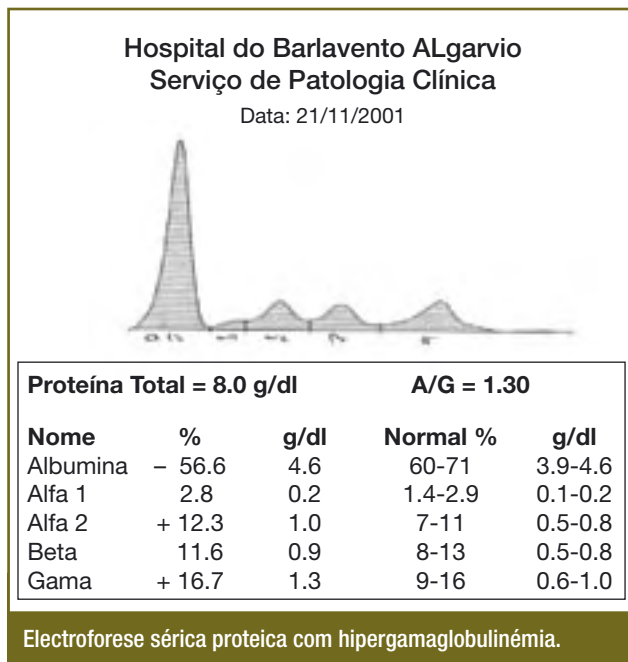 Hospital do Barlavento ALgarvio
Serviço de Patologia Clínica
Data: 21/11/2001
Proteína Total = 8.0 g/dl A/G = 1.30
Nome % g/dl Normal % g/dl
Albumina – 56.6 4.6 60-71 3.9-4.6
Alfa 1 2.8 0.2 1.4-2.9 0.1-0.2
Alfa 2 + 12.3 1.0 7-11 0.5-0.8
Beta 11.6 0.9 8-13 0.5-0.8
Gama + 16.7 1.3 9-16 0.6-1.0
Electroforese sérica proteica com hipergamaglobulinémia.